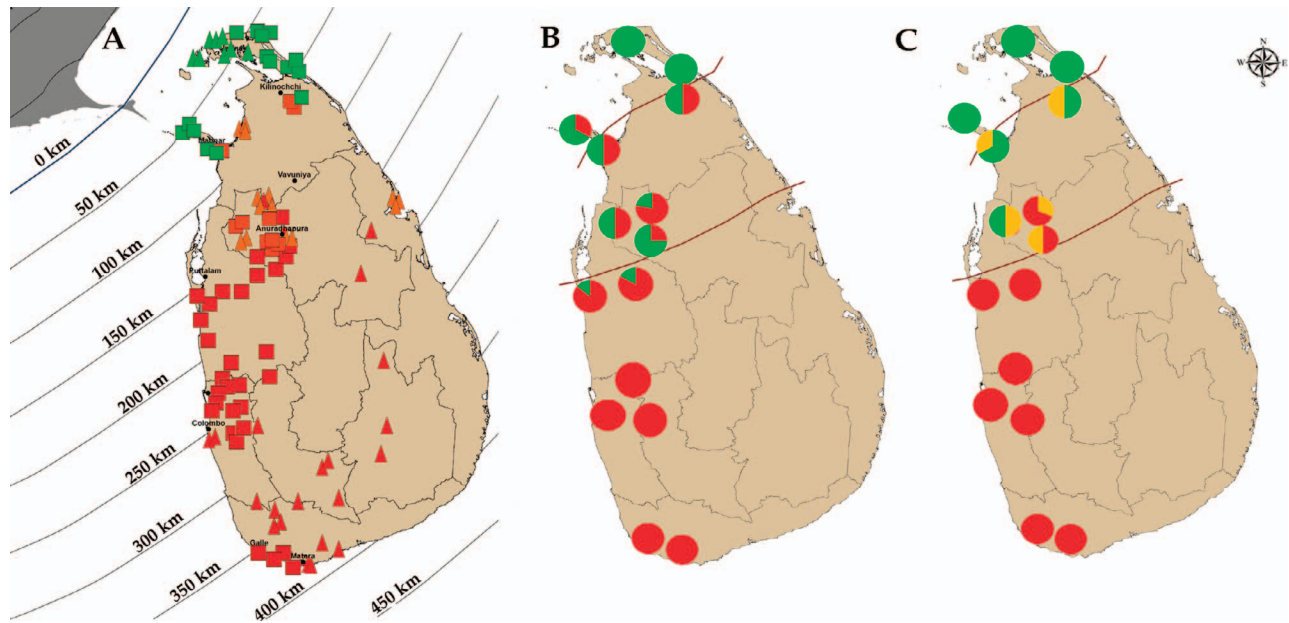 A
B
C
N
W E
S
Kilinochchi
0 km
Mannar
50 km
Vavuniya
100 km
Anuradhapura
Puttalam
150 km
200 km
Colombo
250 km
300 km
Galle
Matara
350 km
400 km
450 km